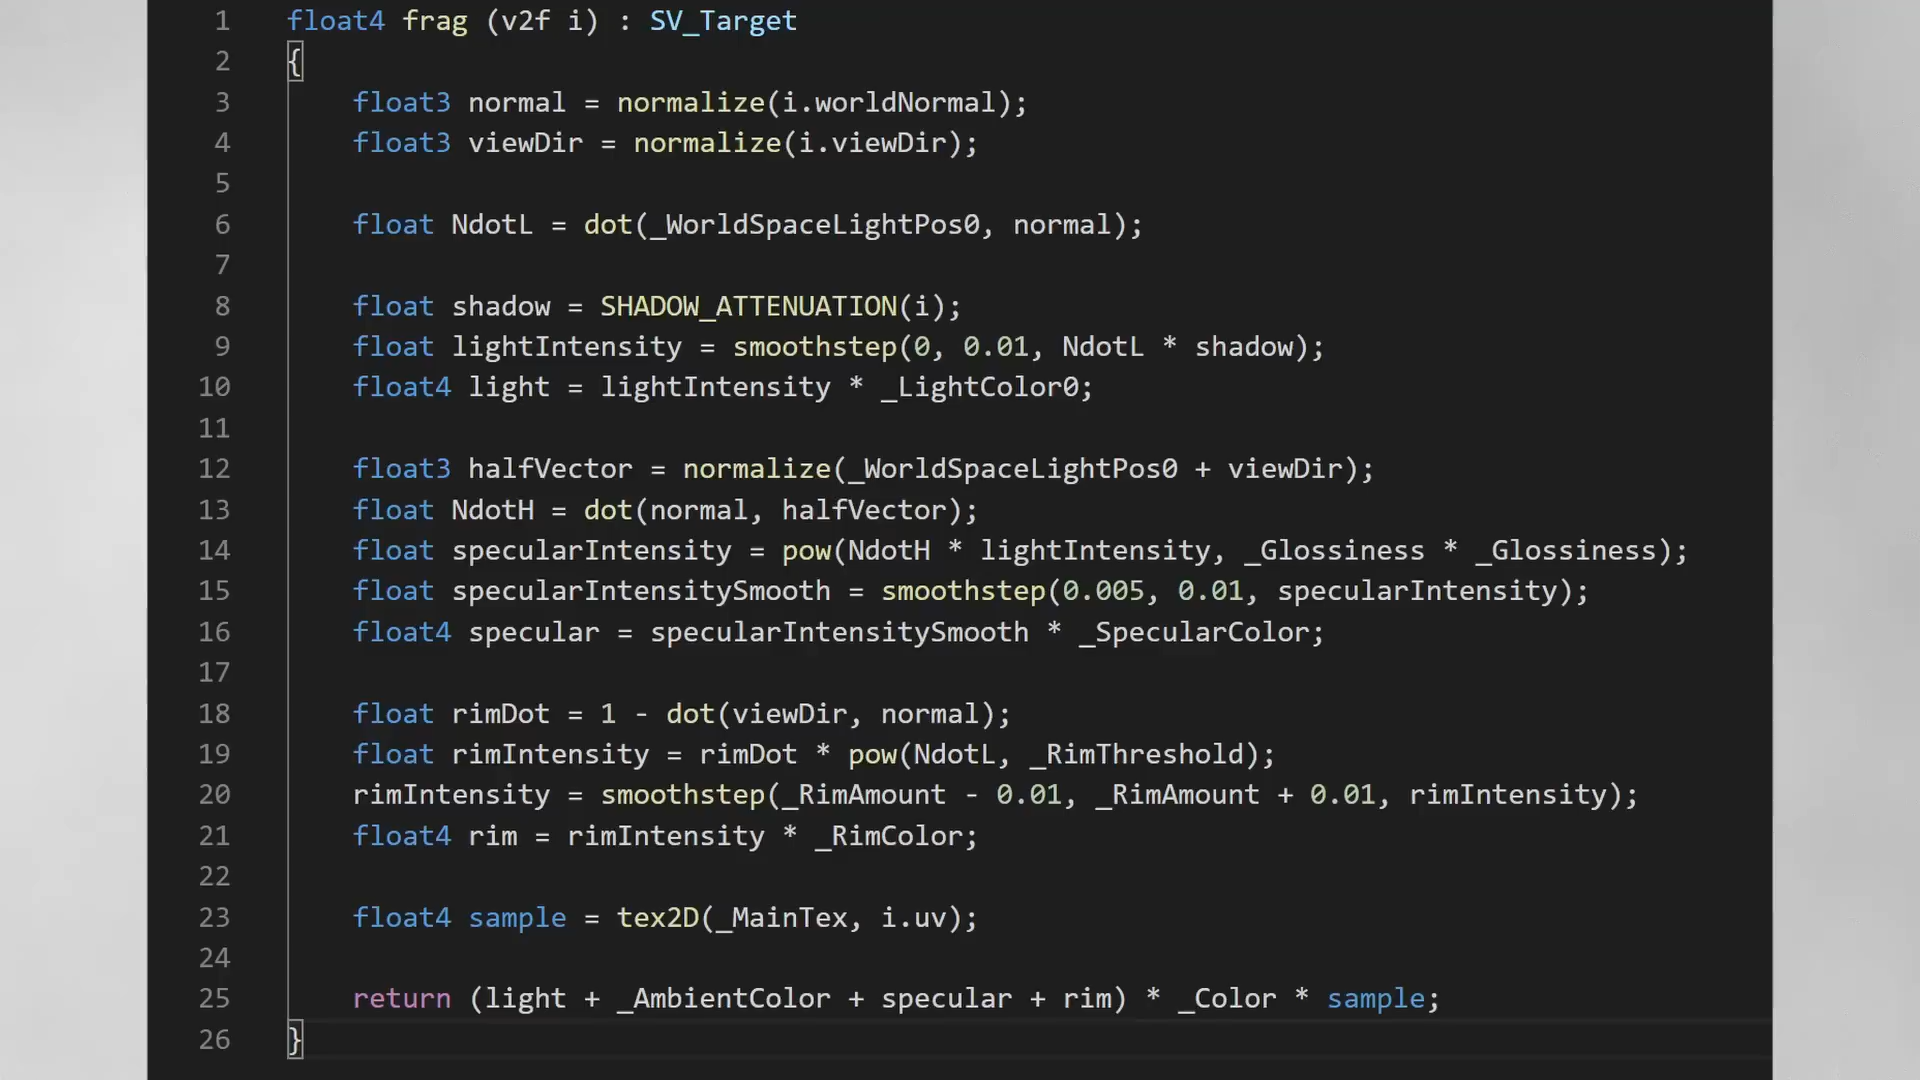 1 float4 frag (v2f i) : SV_Target
2 {
3 float3 normal = normalize(i.worldNormal);
4 float3 viewDir = normalize(i.viewDir);
5
6 float NdotL = dot(_WorldSpaceLightPos0, normal);
7
8 float shadow = SHADOW_ATTENUATION(i);
9 float lightIntensity = smoothstep(0, 0.01, NdotL * shadow);
10 float4 light = lightIntensity * _LightColor0;
11
12 float3 halfVector = normalize(_WorldSpaceLightPos0 + viewDir);
13 float NdotH = dot(normal, halfVector);
14 float specularIntensity = pow(NdotH * lightIntensity, _Glossiness * _Glossiness);
15 float specularIntensitySmooth = smoothstep(0.005, 0.01, specularIntensity);
16 float4 specular = specularIntensitySmooth * _SpecularColor;
17
18 float rimDot = 1 - dot(viewDir, normal);
19 float rimIntensity = rimDot * pow(NdotL, _RimThreshold);
20 rimIntensity = smoothstep(_RimAmount - 0.01, _RimAmount + 0.01, rimIntensity);
21 float4 rim = rimIntensity * _RimColor;
22
23 float4 sample = tex2D(_MainTex, i.uv);
24
25 return (light + _AmbientColor + specular + rim) * _Color * sample;
26 }